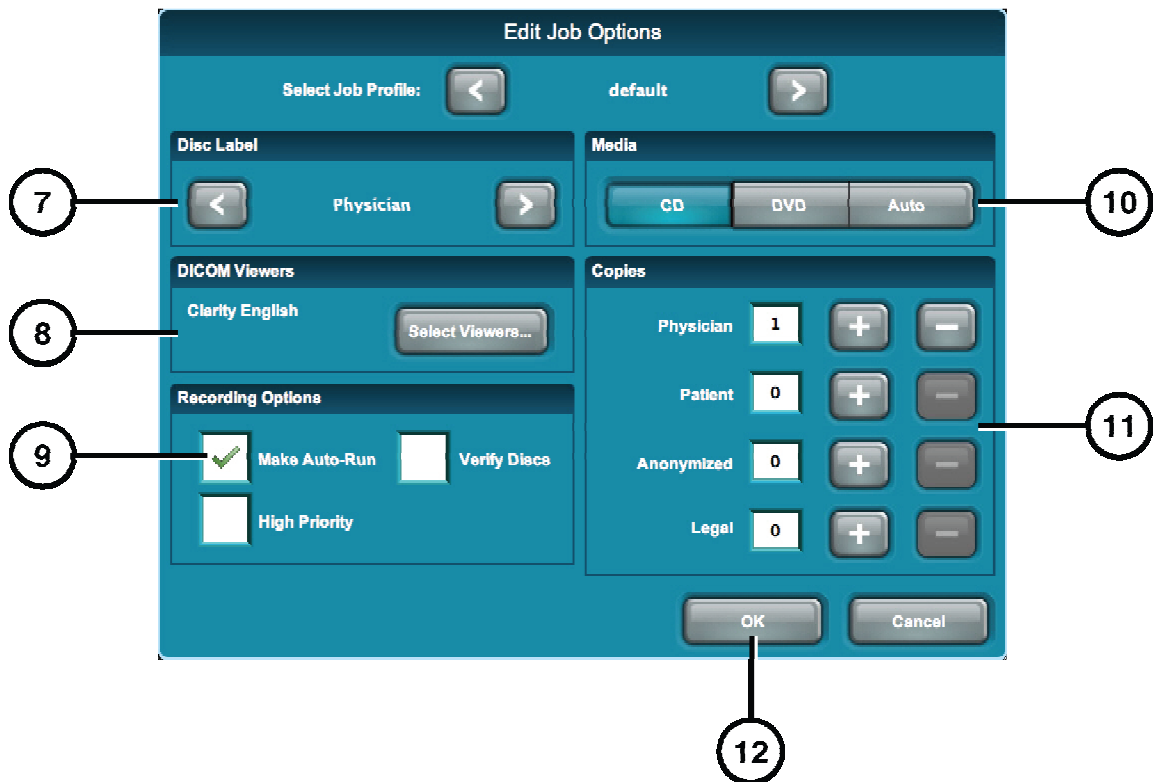 Edit Job Options
Select Job Profile: < default >
Disc Label
7 < Physician >
Media
CD DVD Auto 10
DICOM Viewers
8 Clarity English Select Viewers...
Recording Options
9 Make Auto-Run Verify Discs
High Priority
Copies
Physician 1 + -
Patient 0 + -
11
Anonymized 0 + -
Legal 0 + -
OK Cancel
12